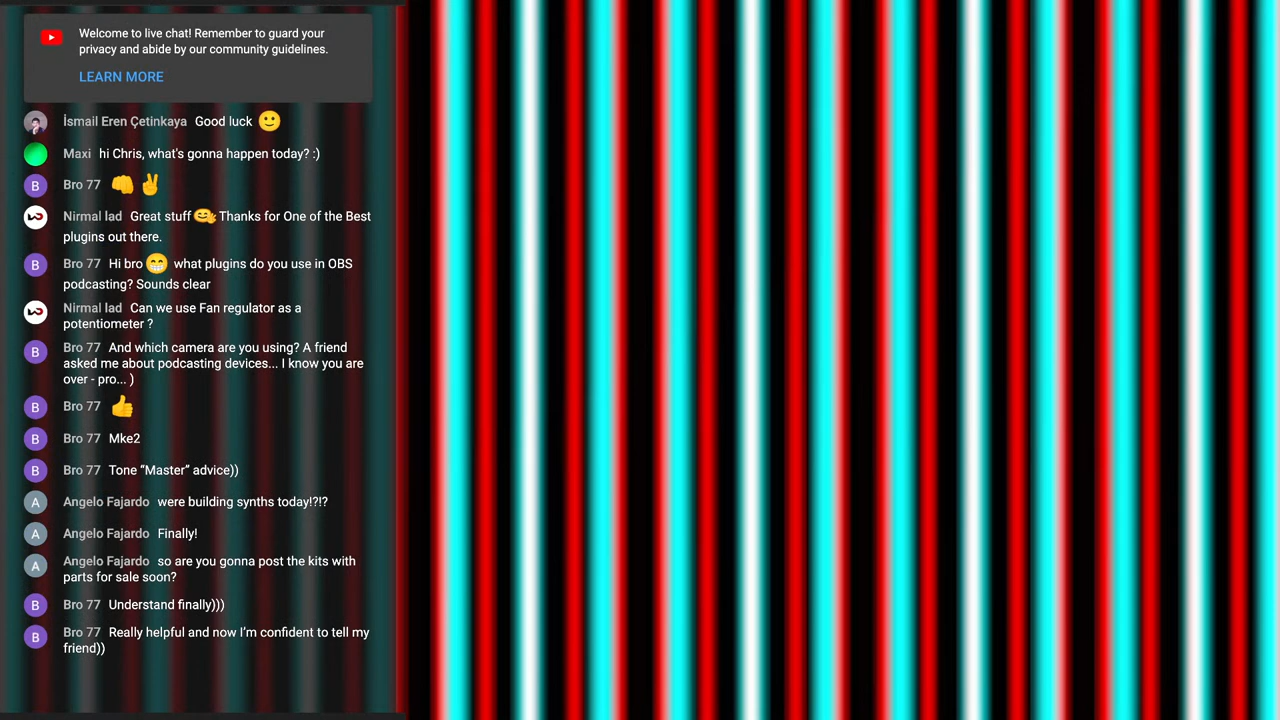 Welcome to live chat! Remember to guard your
privacy and abide by our community guidelines.
LEARN MORE
İsmail Eren Çetinkaya Good luck 🙂
Maxi hi Chris, what's gonna happen today? :)
B Bro 77 👊✌️
Nirmal lad Great stuff🤗Thanks for One of the Best
plugins out there.
B Bro 77 Hi bro😁 what plugins do you use in OBS
podcasting? Sounds clear
Nirmal lad Can we use Fan regulator as a
potentiometer ?
B Bro 77 And which camera are you using? A friend
asked me about podcasting devices... I know you are
over - pro... )
B Bro 77 👍
B Bro 77 Mke2
B Bro 77 Tone “Master” advice))
A Angelo Fajardo were building synths today!?!?
A Angelo Fajardo Finally!
A Angelo Fajardo so are you gonna post the kits with
parts for sale soon?
B Bro 77 Understand finally)))
B Bro 77 Really helpful and now I’m confident to tell my
friend))